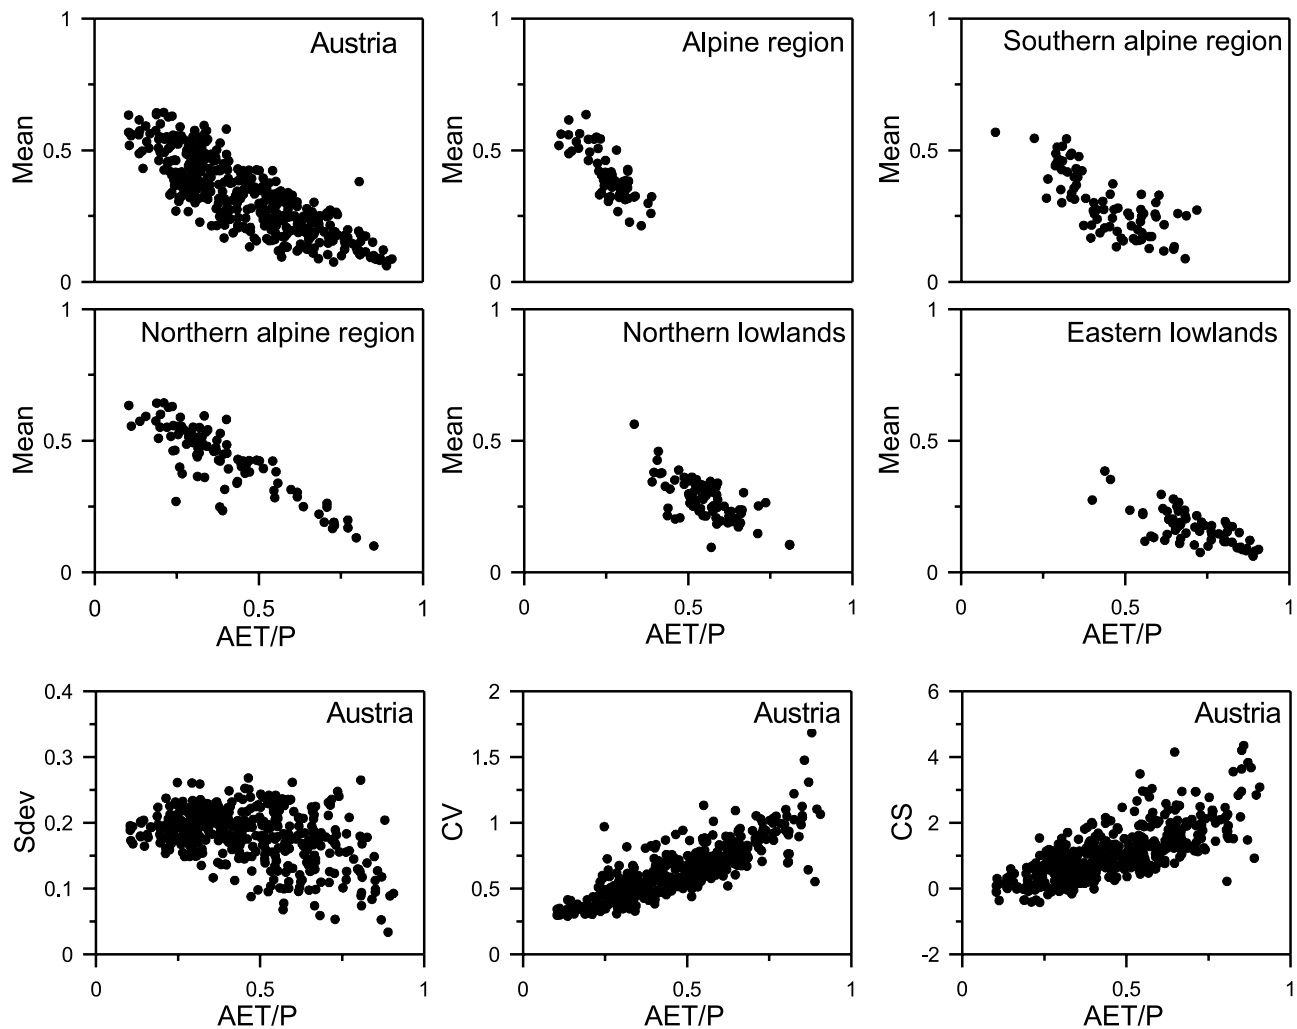 1
Austria
Mean
0.5
0
1
Alpine region
Mean
0.5
0
1
Southern alpine region
Mean
0.5
0
1
Northern alpine region
Mean
0.5
0
0
0.5
1
AET/P
1
Northern lowlands
Mean
0.5
0
0
0.5
1
AET/P
1
Eastern lowlands
Mean
0.5
0
0
0.5
1
AET/P
0.4
Austria
0.3
Sdev
0.2
0.1
0
0
0.5
1
AET/P
2
Austria
1.5
CV
1
0.5
0
0
0.5
1
AET/P
6
Austria
4
CS
2
0
-2
0
0.5
1
AET/P